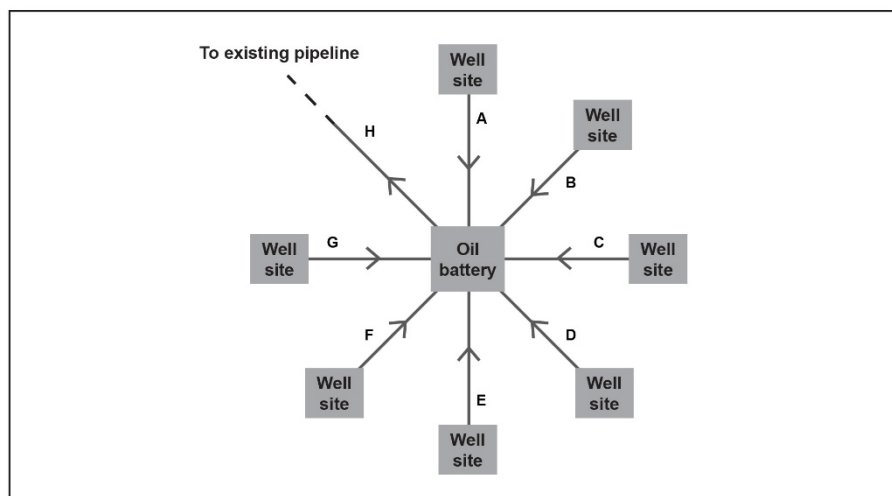 To existing pipeline
Well
site
A
H
Well
site
B
Well
site
G
Oil
battery
C
Well
site
F
D
Well
site
E
Well
site
Well
site